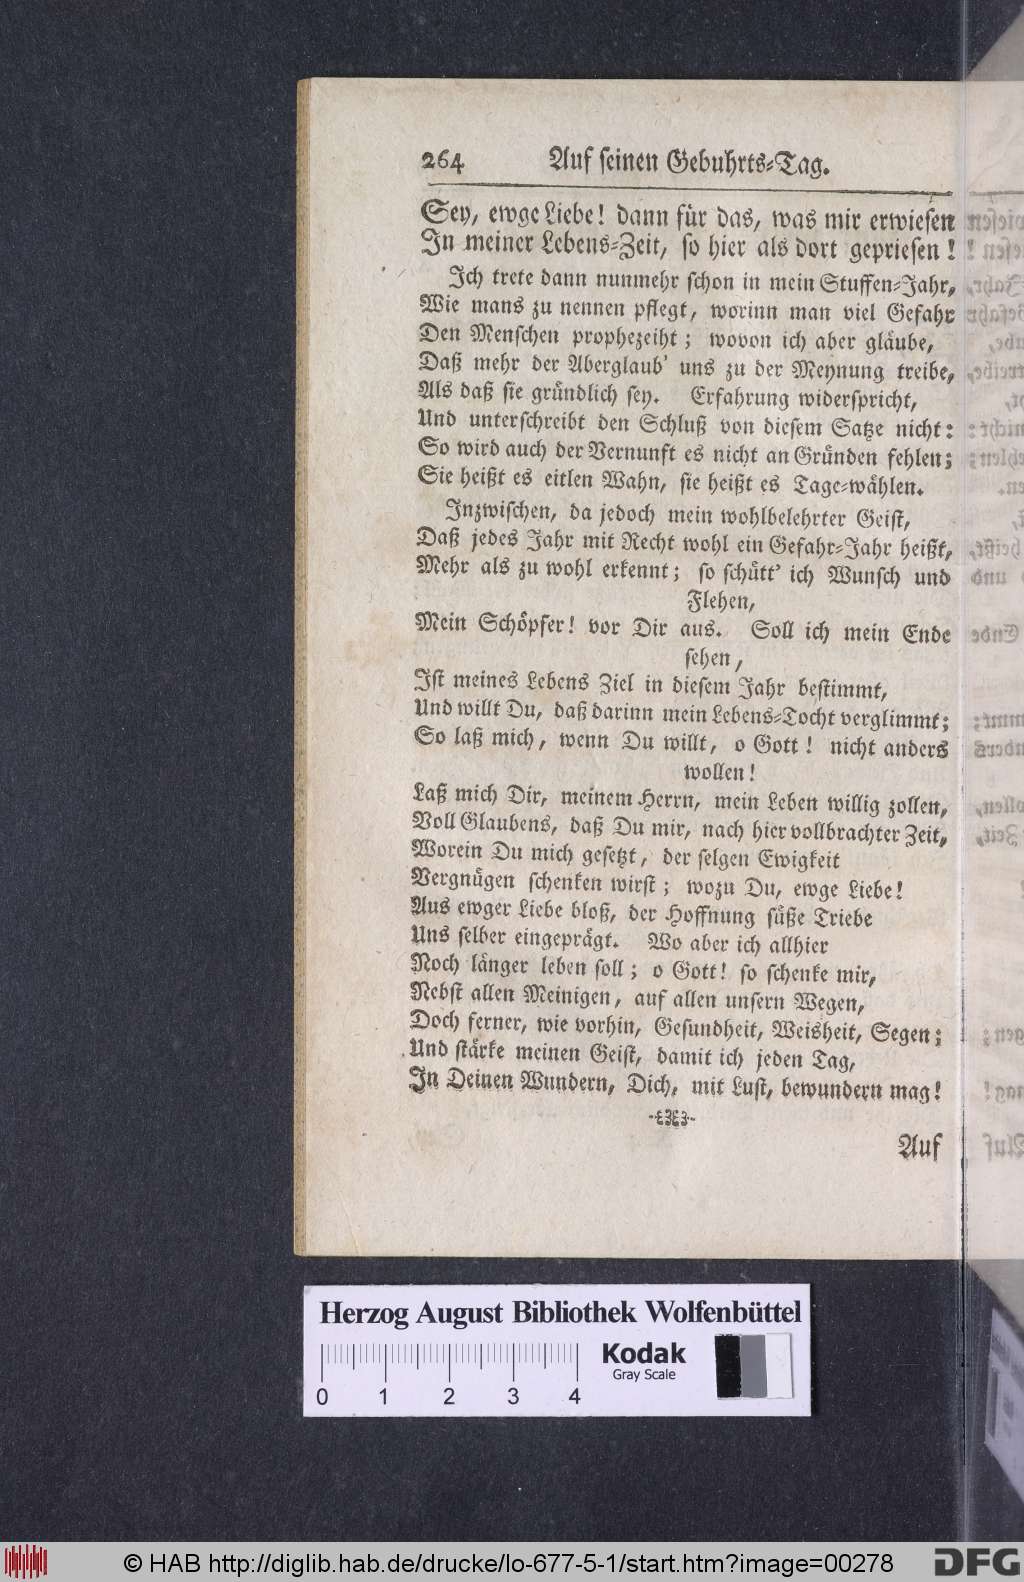 264 Auf seinen Gebuhrts-Tag.
Sey, ewge Liebe! dann für das, was mir erwiesen
In meiner Lebens-Zeit, so hier als dort gepriesen!
Ich trete dann nunmehr schon in mein Stuffen-Jahr,
Wie mans zu nennen pflegt, worinn man viel Gefahr
Den Menschen prophezeiht; wovon ich aber gläube,
Daß mehr der Aberglaub' uns zu der Meynung treibe,
Als daß sie gründlich sey. Erfahrung widerspricht,
Und unterschreibt den Schluß von diesem Satze nicht:
So wird auch der Vernunft es nicht an Gründen fehlen;
Sie heißt es eitlen Wahn, sie heißt es Tage-wählen.
Inzwischen, da jedoch mein wohlbelehrter Geist,
Daß jedes Jahr mit Recht wohl ein Gefahr-Jahr heißt,
Mehr als zu wohl erkennt; so schütt' ich Wunsch und
Flehen,
Mein Schöpfer! vor Dir aus. Soll ich mein Ende
sehen,
Ist meines Lebens Ziel in diesem Jahr bestimmt,
Und willt Du, daß darinn mein Lebens-Tocht verglimmt;
So laß mich, wenn Du willt, o Gott! nicht anders
wollen!
Laß mich Dir, meinem Herrn, mein Leben willig zollen,
Voll Glaubens, daß Du mir, nach hier vollbrachter Zeit,
Worein Du mich gesetzt, der selgen Ewigkeit
Vergnügen schenken wirst; wozu Du, ewge Liebe!
Aus ewger Liebe bloß, der Hoffnung süße Triebe
Uns selber eingeprägt. Wo aber ich allhier
Noch länger leben soll; o Gott! so schenke mir,
Nebst allen Meinigen, auf allen unsern Wegen,
Doch ferner, wie vorhin, Gesundheit, Weisheit, Segen;
Und stärke meinen Geist, damit ich jeden Tag,
In Deinen Wundern, Dich, mit Lust, bewundern mag!
Auf
Herzog August Bibliothek Wolfenbüttel
0 1 2 3 4
Kodak
Gray Scale
© HAB http://diglib.hab.de/drucke/lo-677-5-1/start.htm?image=00278
DFG